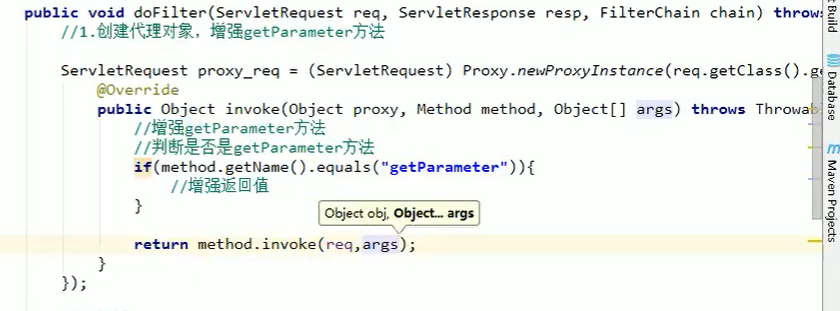 public void doFilter(ServletRequest req, ServletResponse resp, FilterChain chain) throws
//1.创建代理对象，增强getParameter方法
ServletRequest proxy_req = (ServletRequest) Proxy.newProxyInstance(req.getClass().ge
@Override
public Object invoke(Object proxy, Method method, Object[] args) throws Throwab
//增强getParameter方法
//判断是否是getParameter方法
if(method.getName().equals("getParameter")){
//增强返回值
}
Object obj, Object... args
return method.invoke(req,args);
}
});
Build
Database
m
Maven Projects